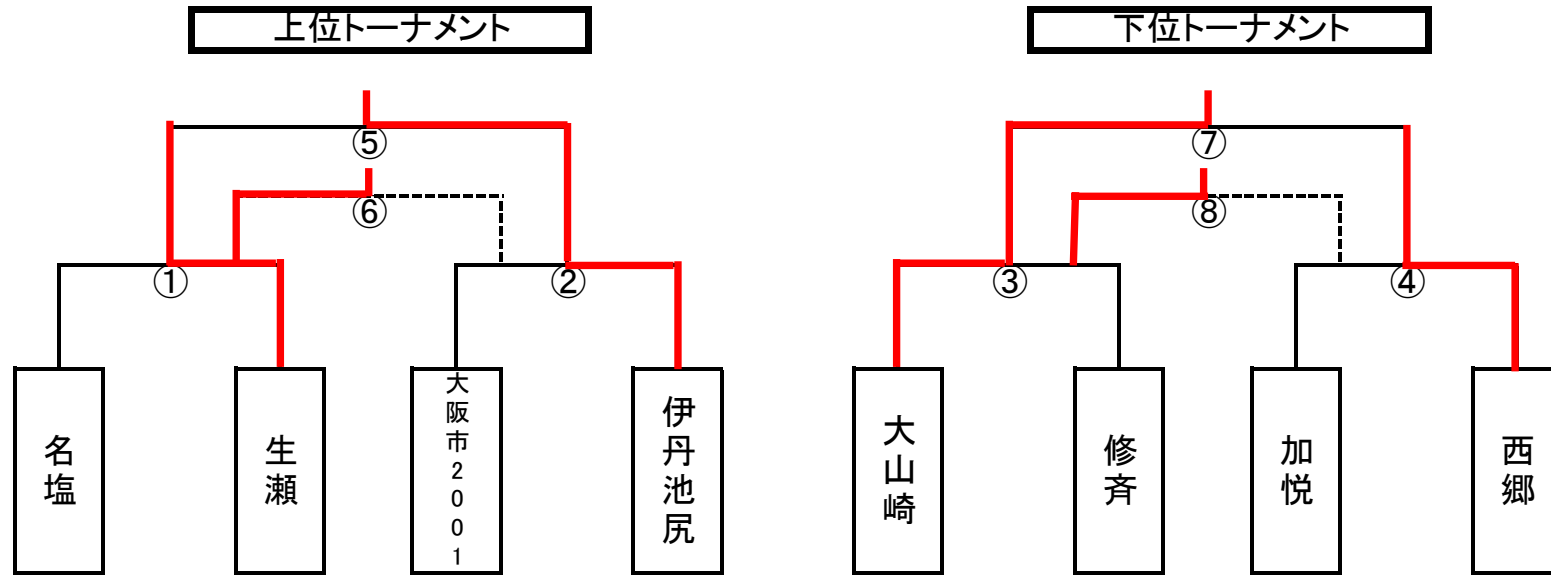 上位トーナメント
下位トーナメント
⑤
⑦
⑥
⑧
①
②
③
④
名塩
生瀬
大阪市2001
伊丹池尻
大山崎
修斉
加悦
西郷